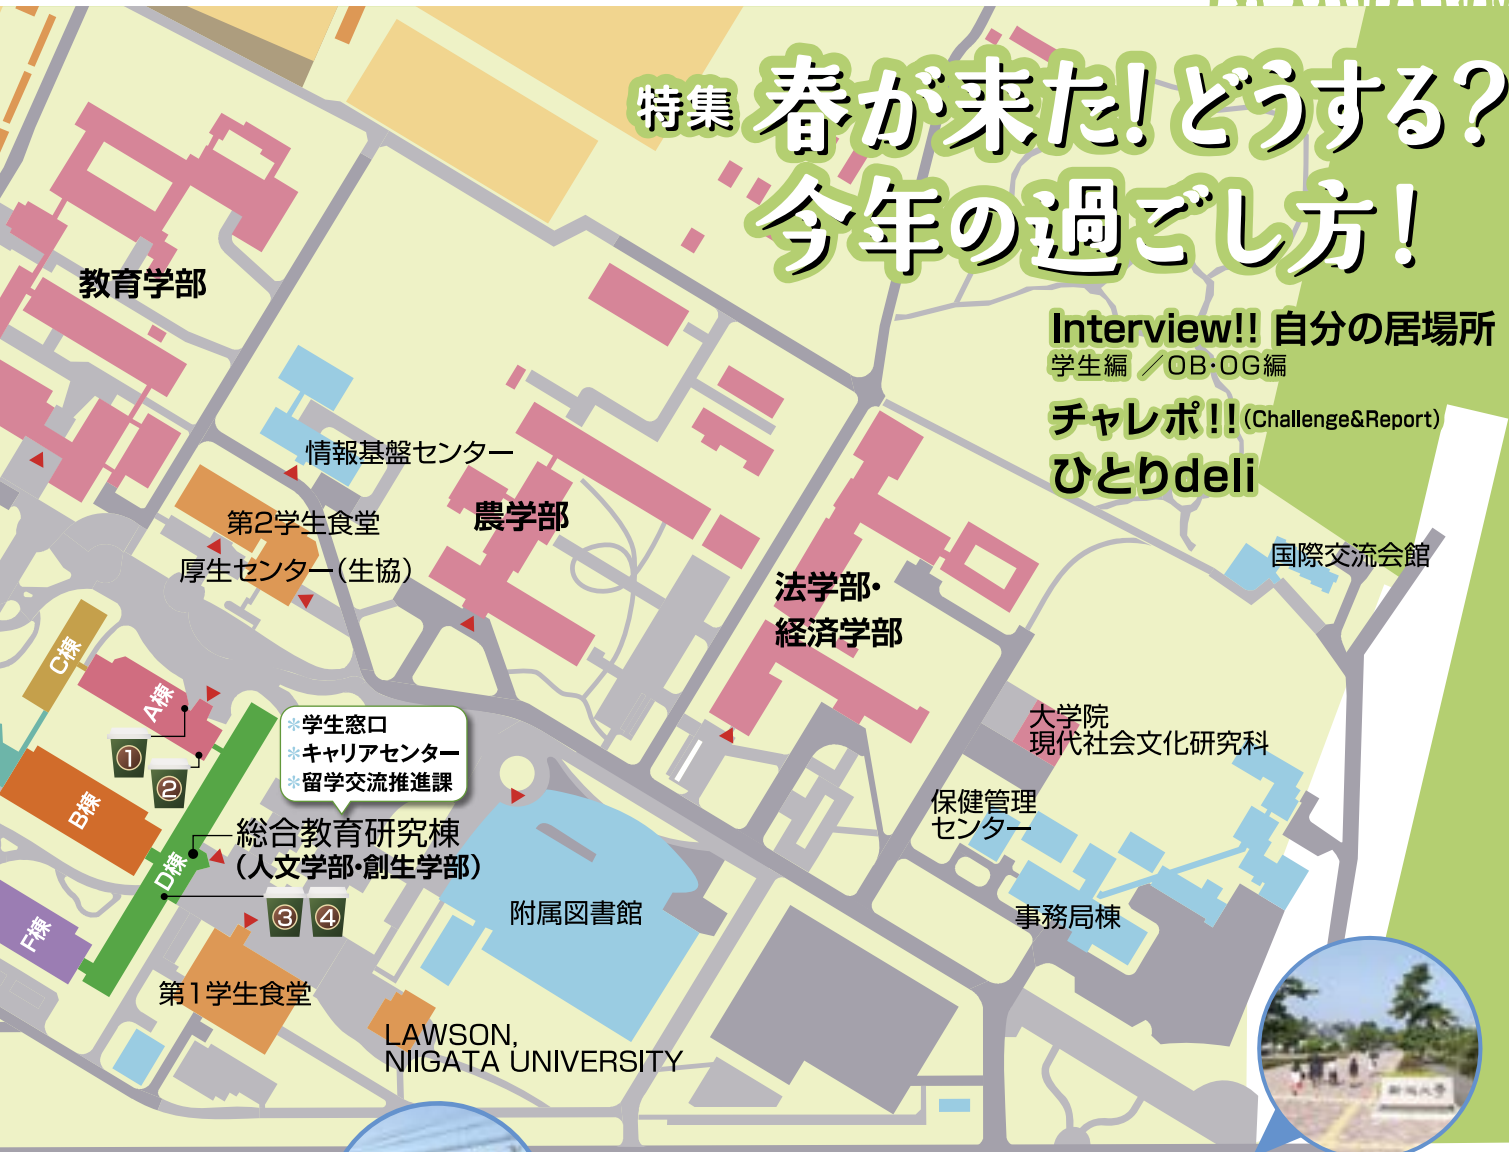 特集 春が来た!どうする?
今年の過ごし方!
Interview!! 自分の居場所
学生編 ／OB・OG編
チャレポ!!(Challenge&Report)
ひとりdeli
教育学部
情報基盤センター
第2学生食堂
厚生センター(生協)
農学部
法学部・
経済学部
国際交流会館
C棟
A棟
①
②
B棟
D棟
F棟
*学生窓口
*キャリアセンター
*留学交流推進課
総合教育研究棟
(人文学部・創生学部)
③ ④
第1学生食堂
附属図書館
LAWSON,
NIIGATA UNIVERSITY
大学院
現代社会文化研究科
保健管理
センター
事務局棟
新潟大学